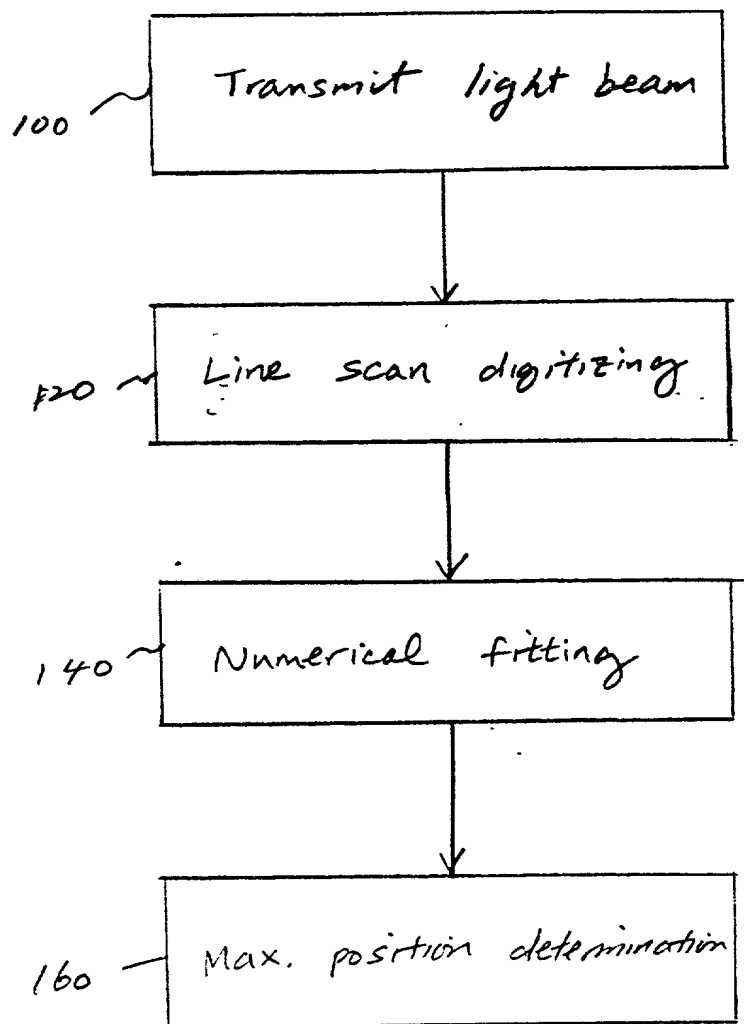 Transmit light beam
100
Line scan digitizing
120
Numerical fitting
140
Max. position determination
160